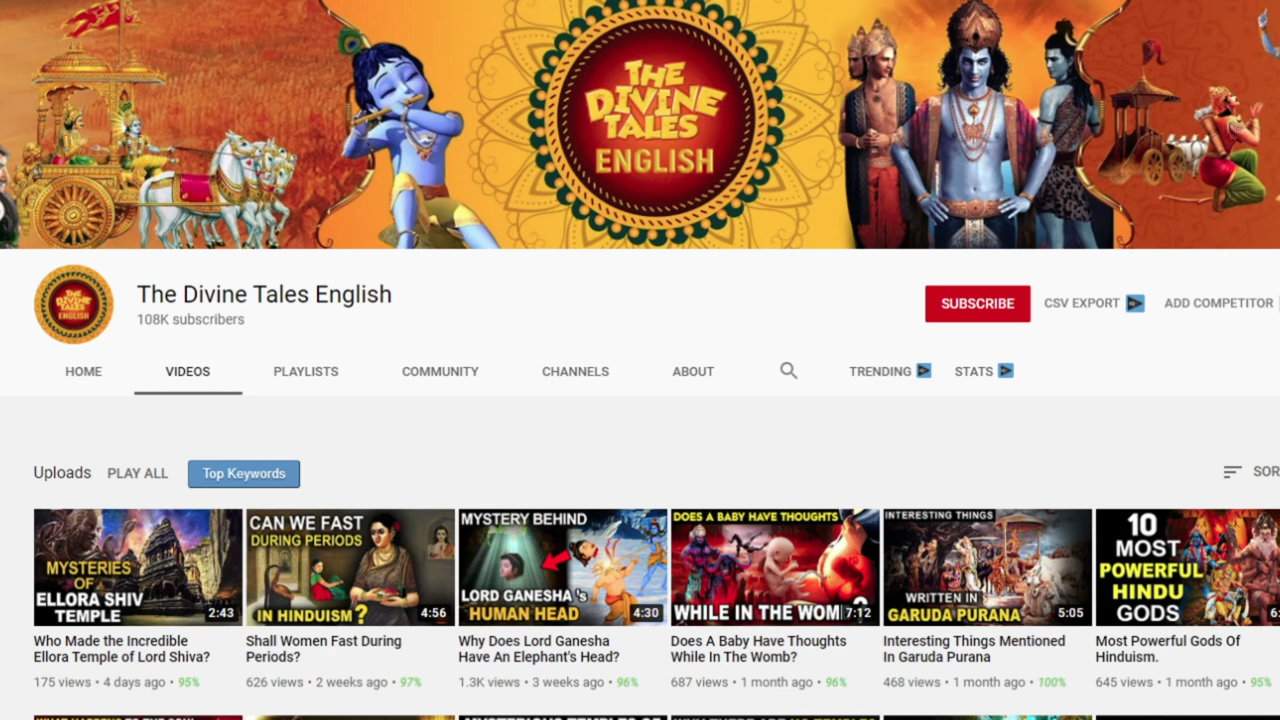 THE
DIVINE
TALES
ENGLISH
THE
DIVINE
TALES
ENGLISH
The Divine Tales English
108K subscribers
SUBSCRIBE
CSV EXPORT
ADD COMPETITOR
HOME
VIDEOS
PLAYLISTS
COMMUNITY
CHANNELS
ABOUT
TRENDING
STATS
Uploads
PLAY ALL
Top Keywords
SOR
MYSTERIES
OF
ELLORA SHIV
TEMPLE
2:43
Who Made the Incredible
Ellora Temple of Lord Shiva?
175 views • 4 days ago • 95%
CAN WE FAST
DURING PERIODS
IN HINDUISM?
4:56
Shall Women Fast During
Periods?
626 views • 2 weeks ago • 97%
MYSTERY BEHIND
LORD GANESHA's
HUMAN HEAD
4:30
Why Does Lord Ganesha
Have An Elephant's Head?
1.3K views • 3 weeks ago • 96%
DOES A BABY HAVE THOUGHTS
WHILE IN THE WOM ?
7:12
Does A Baby Have Thoughts
While In The Womb?
687 views • 1 month ago • 96%
INTERESTING THINGS
WRITTEN IN
GARUDA PURANA
5:05
Interesting Things Mentioned
In Garuda Purana
468 views • 1 month ago • 100%
10
MOST
POWERFUL
HINDU
GODS
6:
Most Powerful Gods Of
Hinduism.
645 views • 1 month ago • 95%